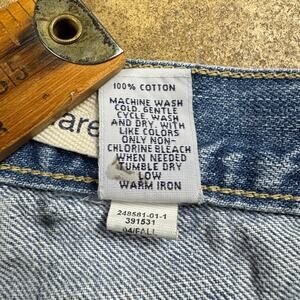 35
are
100% COTTON
MACHINE WASH
COLD, GENTLE
CYCLE. WASH
AND DRY WITH
LIKE COLORS
ONLY NON-
CHLORINE BLEACH
WHEN NEEDED
TUMBLE DRY
LOW
WARM IRON
248581-01-1
391531
04/FALL